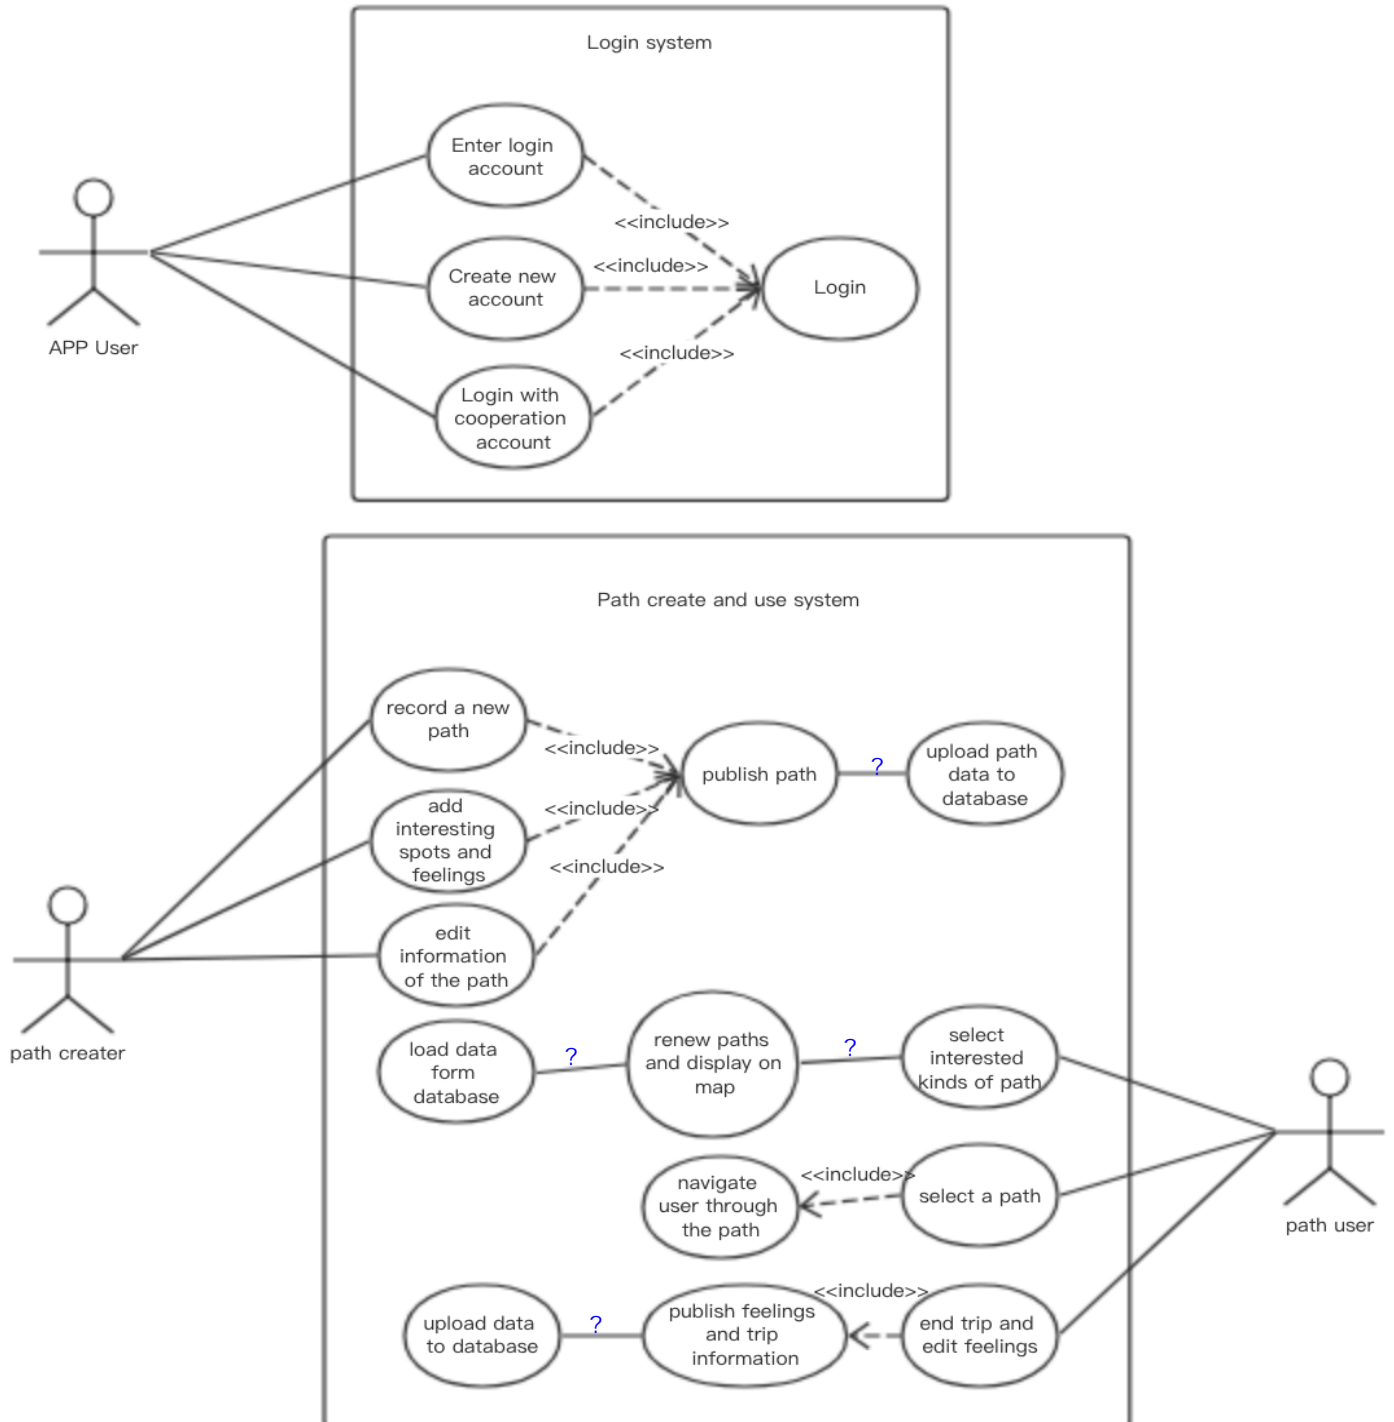 Login system
Enter login
account
<<include>>
Create new
account
<<include>>
Login
APP User
<<include>>
Login with
cooperation
account
Path create and use system
record a new
path
<<include>>
publish path
?
upload path
data to
database
add
interesting
spots and
feelings
<<include>>
<<include>>
edit
information
of the path
path creater
load data
form
database
?
renew paths
and display on
map
?
select
interested
kinds of path
navigate
user through
the path
<<include>>
select a path
path user
upload data
to database
?
publish feelings
and trip
information
<<include>>
end trip and
edit feelings